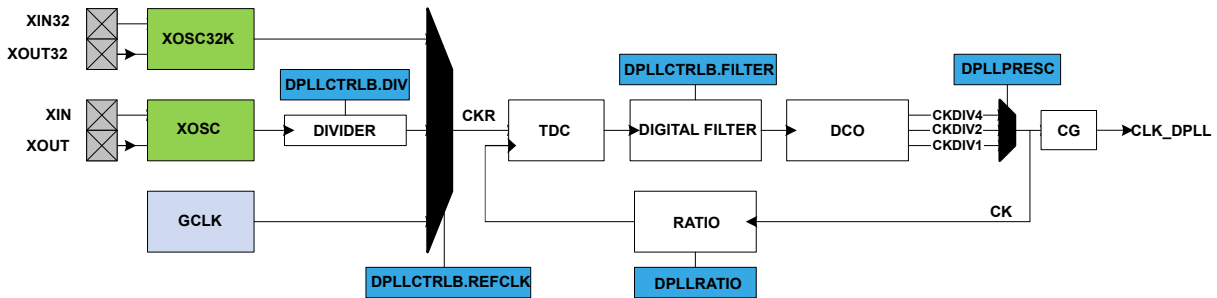 XIN32
XOUT32
XOSC32K
DPLLCTRLB.DIV
DPLLCTRLB.FILTER
DPLLPRESC
XIN
XOUT
XOSC
DIVIDER
CKR
TDC
DIGITAL FILTER
DCO
CKDIV4
CKDIV2
CKDIV1
CG
CLK_DPLL
GCLK
RATIO
CK
DPLLCTRLB.REFCLK
DPLLRATIO